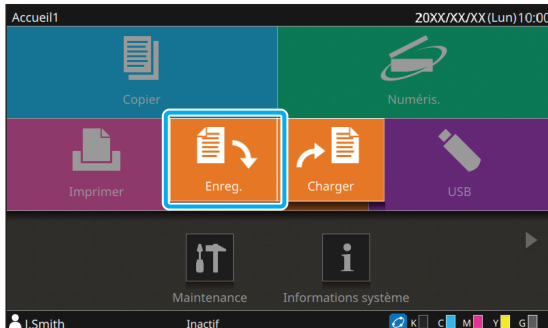 Accueil1 20XX/XX/XX(Lun)10:00
Copier Numéris.
Imprimer Enreg. Charger USB
Maintenance Informations système
J.Smith Inactif K C M Y G